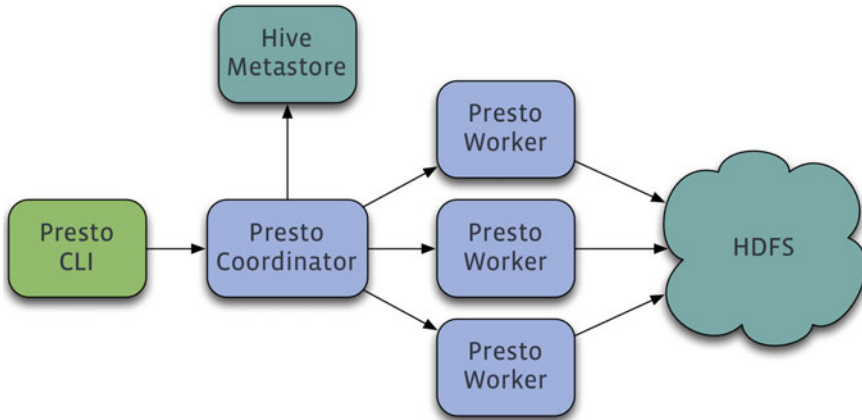 Hive
Metastore
Presto
Worker
Presto
CLI
Presto
Coordinator
Presto
Worker
HDFS
Presto
Worker